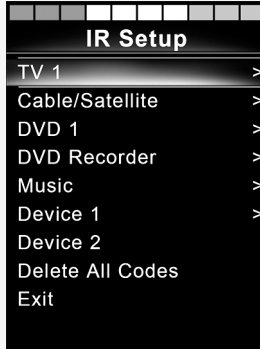 IR Setup
TV 1 >
Cable/Satellite >
DVD 1 >
DVD Recorder >
Music >
Device 1 >
Device 2
Delete All Codes
Exit